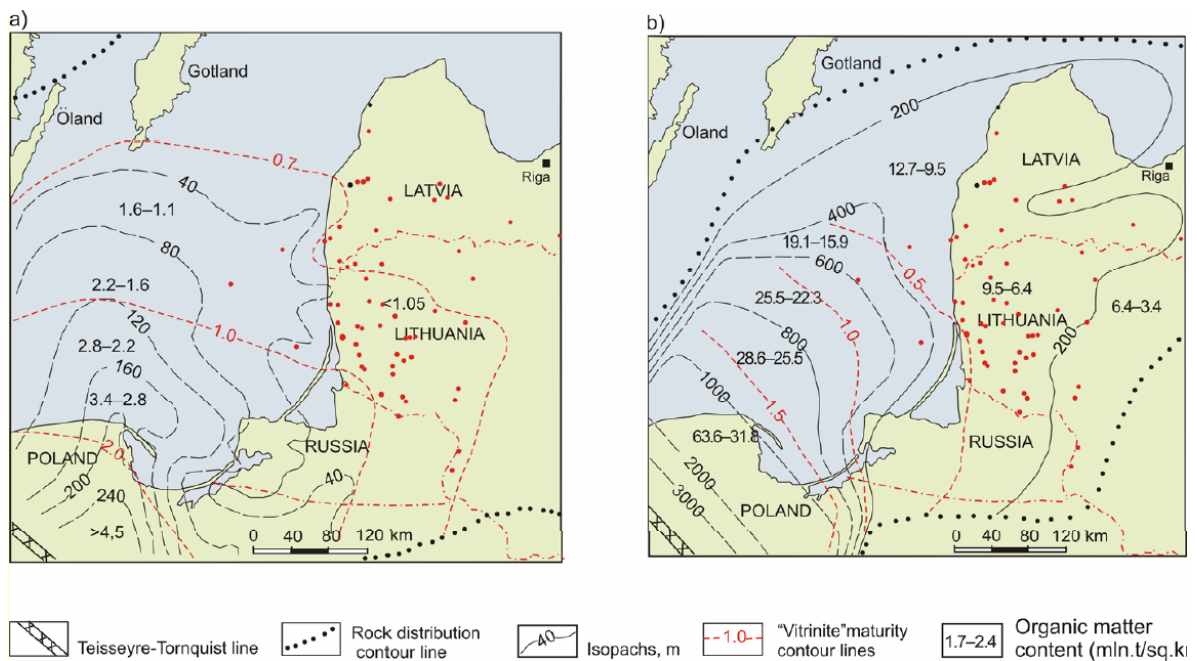 a)
Gotland
Öland
0.7
40
Riga
LATVIA
1.6–1.1
80
2.2–1.6
<1.05
120
1.0
LITHUANIA
2.8–2.2
160
3.4–2.8
RUSSIA
POLAND
2.0
200
40
240
>4,5
0 40 80 120 km
b)
Gotland
200
Oland
LATVIA
12.7–9.5
Riga
400
19.1–15.9
600
0.5
9.5–6.4
25.5–22.3
6.4–3.4
1.0
LITHUANIA
800
200
28.6–25.5
1000
1.5
63.6–31.8
RUSSIA
2000
POLAND
3000
0 40 80 120 km
Teisseyre-Tornquist line
Rock distribution
contour line
40
Isopachs, m
1.0
“Vitrinite”maturity
contour lines
1.7–2.4
Organic matter
content (mln.t/sq.kr